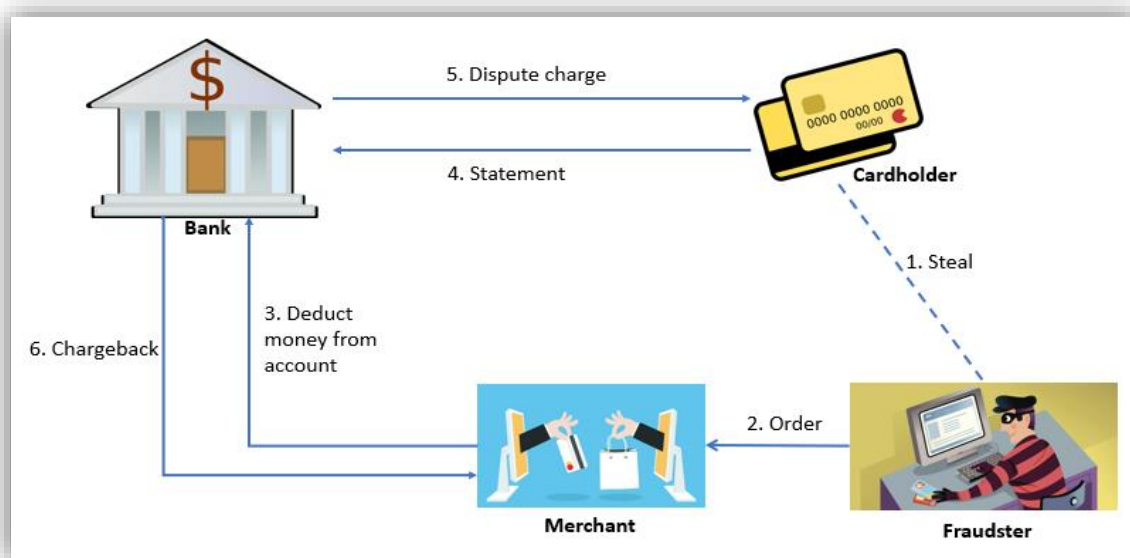 $
5. Dispute charge
0000 0000 0000
00/00
4. Statement
Cardholder
Bank
1. Steal
3. Deduct
money from
account
6. Chargeback
2. Order
Merchant
Fraudster